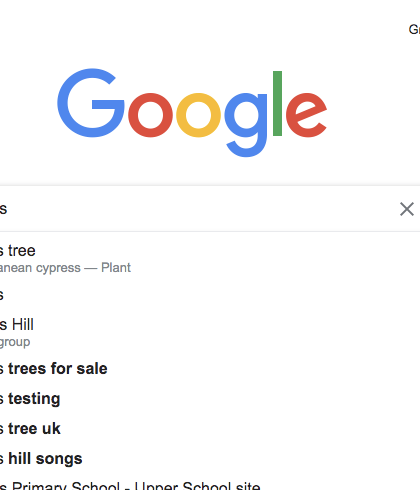 Google
s
s tree
anean cypress — Plant
s
s Hill
group
s trees for sale
s testing
s tree uk
s hill songs
s Primary School - Upper School site